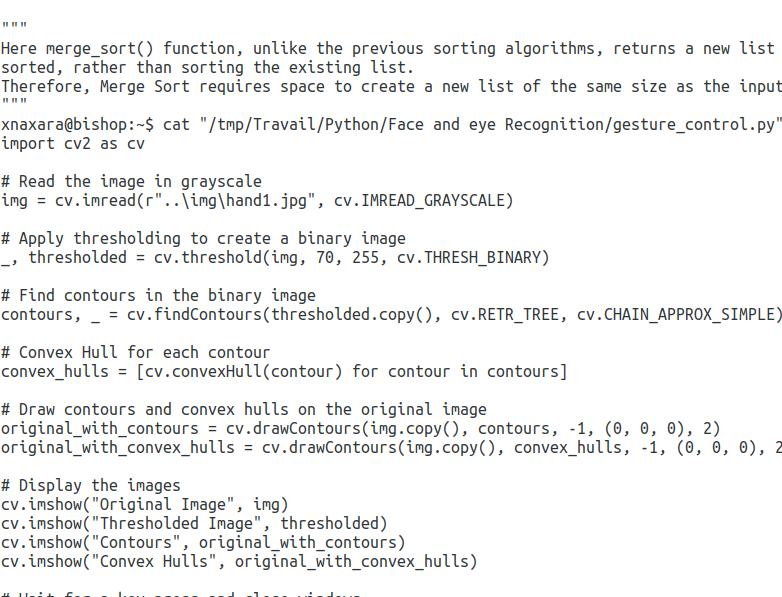 """
Here merge_sort() function, unlike the previous sorting algorithms, returns a new list
sorted, rather than sorting the existing list.
Therefore, Merge Sort requires space to create a new list of the same size as the input
"""
xnaxara@bishop:~$ cat "/tmp/Travail/Python/Face and eye Recognition/gesture_control.py"
import cv2 as cv

# Read the image in grayscale
img = cv.imread(r"..\img\hand1.jpg", cv.IMREAD_GRAYSCALE)

# Apply thresholding to create a binary image
_, thresholded = cv.threshold(img, 70, 255, cv.THRESH_BINARY)

# Find contours in the binary image
contours, _ = cv.findContours(thresholded.copy(), cv.RETR_TREE, cv.CHAIN_APPROX_SIMPLE)

# Convex Hull for each contour
convex_hulls = [cv.convexHull(contour) for contour in contours]

# Draw contours and convex hulls on the original image
original_with_contours = cv.drawContours(img.copy(), contours, -1, (0, 0, 0), 2)
original_with_convex_hulls = cv.drawContours(img.copy(), convex_hulls, -1, (0, 0, 0), 2

# Display the images
cv.imshow("Original Image", img)
cv.imshow("Thresholded Image", thresholded)
cv.imshow("Contours", original_with_contours)
cv.imshow("Convex Hulls", original_with_convex_hulls)

# Wait for a key press and close windows